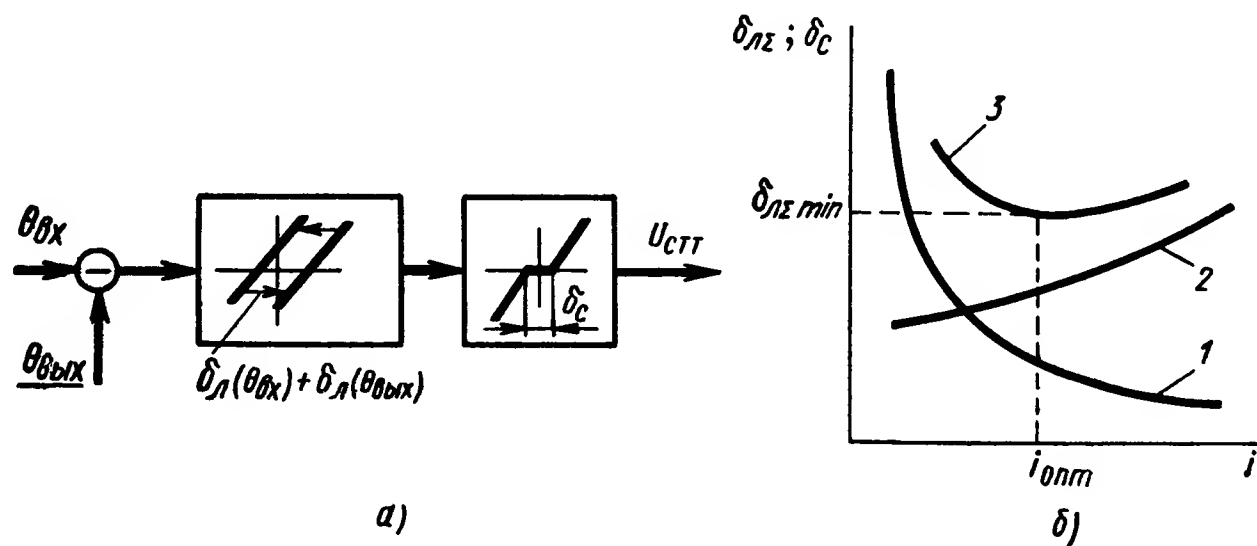 θвх
−
θвых
δл(θвх) + δл(θвых)
δс
Uстт
а)
δлΣ ; δс
δлΣ min
3
2
1
iопт
i
б)